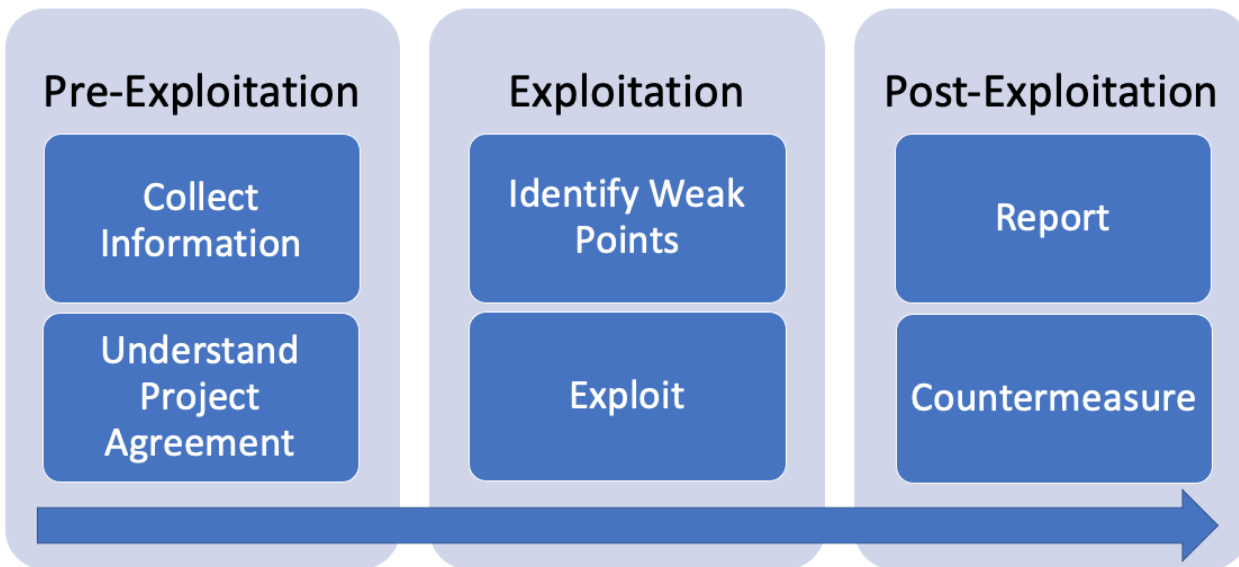 Pre-Exploitation
Collect
Information
Understand
Project
Agreement
Exploitation
Identify Weak
Points
Exploit
Post-Exploitation
Report
Countermeasure